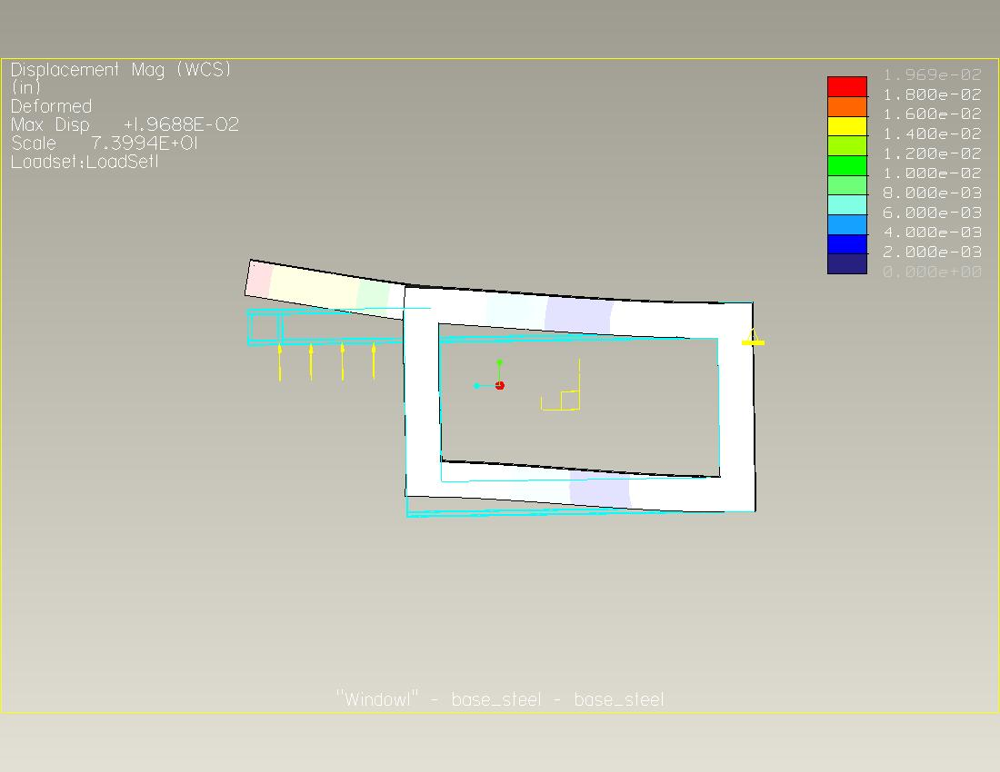 Displacement Mag (WCS)
(in)
Deformed
Max Disp +1.9688E-02
Scale 7.3994E+01
Loadset:LoadSet1
1.969e-02
1.800e-02
1.600e-02
1.400e-02
1.200e-02
1.000e-02
8.000e-03
6.000e-03
4.000e-03
2.000e-03
0.000e+00
"Window1" - base_steel - base_steel